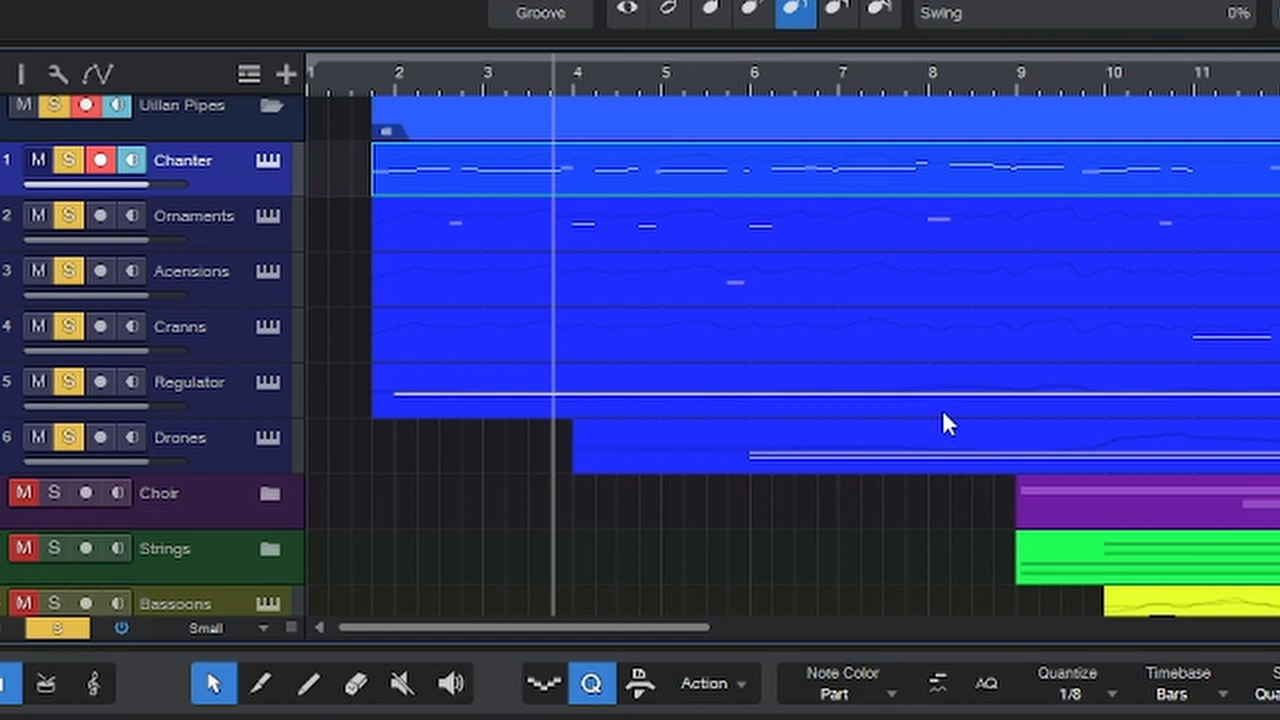 Groove Swing 0%
1 2 3 4 5 6 7 8 9 10 11
M S Uillan Pipes
1 M S Chanter
2 M S Ornaments
3 M S Acensions
4 M S Cranns
5 M S Regulator
6 M S Drones
M S Choir
M S Strings
M S Bassoons
S Small
Q Action Note Color Part AQ Quantize 1/8 Timebase Bars